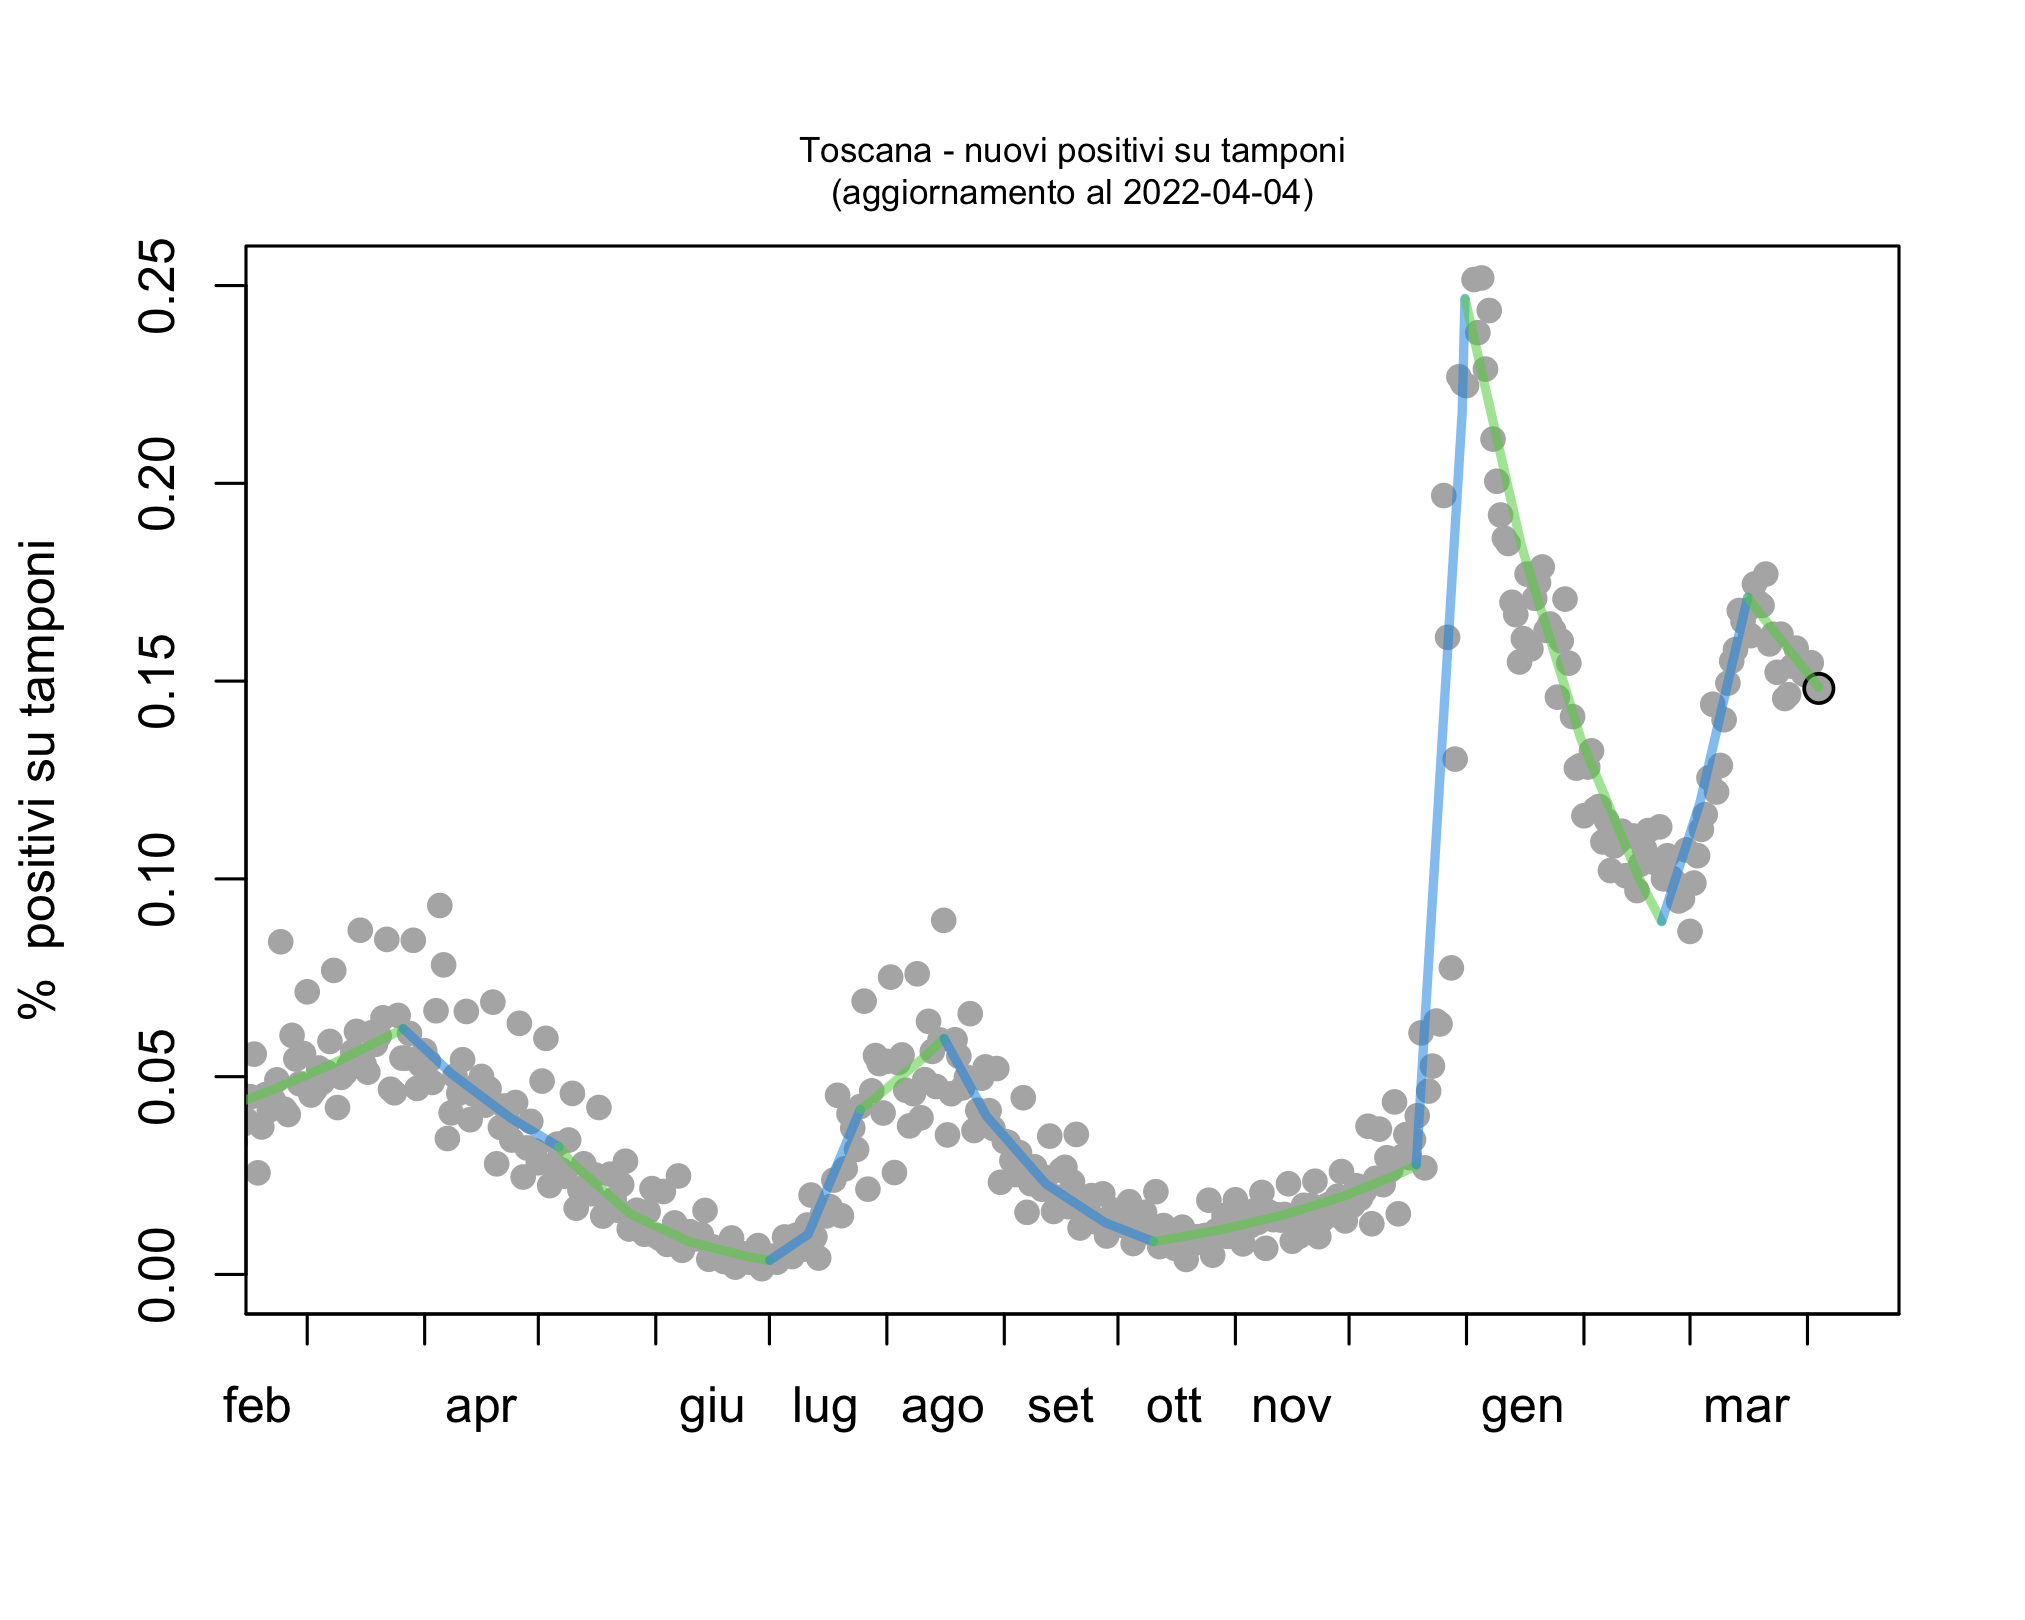 Toscana - nuovi positivi su tamponi
(aggiornamento al 2022-04-04)
% positivi su tamponi
0.25
0.20
0.15
0.10
0.05
0.00
feb apr giu lug ago set ott nov gen mar